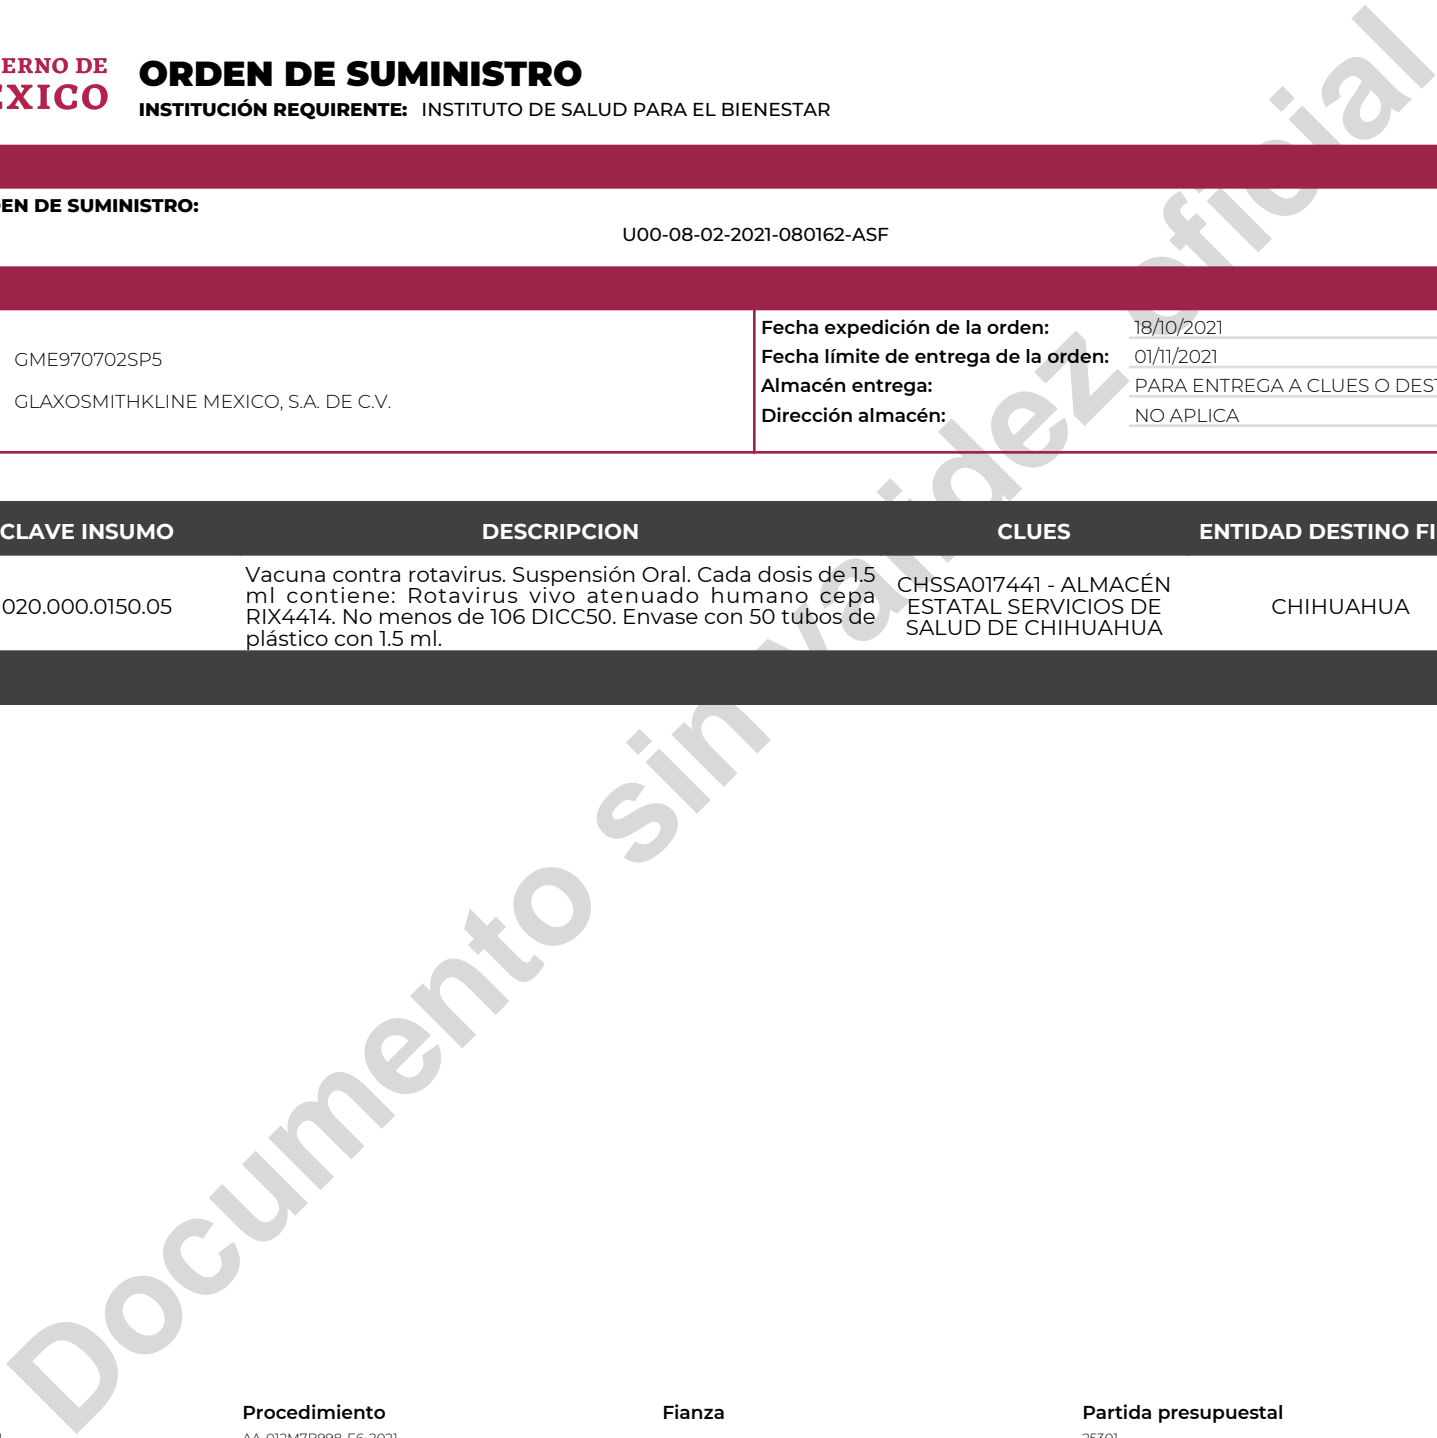 ERNO DE
EXICO
ORDEN DE SUMINISTRO
INSTITUCIÓN REQUIRENTE: INSTITUTO DE SALUD PARA EL BIENESTAR
EN DE SUMINISTRO:
U00-08-02-2021-080162-ASF
GME970702SP5
GLAXOSMITHKLINE MEXICO, S.A. DE C.V.
Fecha expedición de la orden: 18/10/2021
Fecha límite de entrega de la orden: 01/11/2021
Almacén entrega: PARA ENTREGA A CLUES O DEST
Dirección almacén: NO APLICA
CLAVE INSUMO DESCRIPCION CLUES ENTIDAD DESTINO FI
020.000.0150.05
Vacuna contra rotavirus. Suspensión Oral. Cada dosis de 1.5
ml contiene: Rotavirus vivo atenuado humano cepa
RIX4414. No menos de 106 DICC50. Envase con 50 tubos de
plástico con 1.5 ml.
CHSSA017441 - ALMACÉN
ESTATAL SERVICIOS DE
SALUD DE CHIHUAHUA
CHIHUAHUA
Documento sin validez oficial
Procedimiento Fianza Partida presupuestal